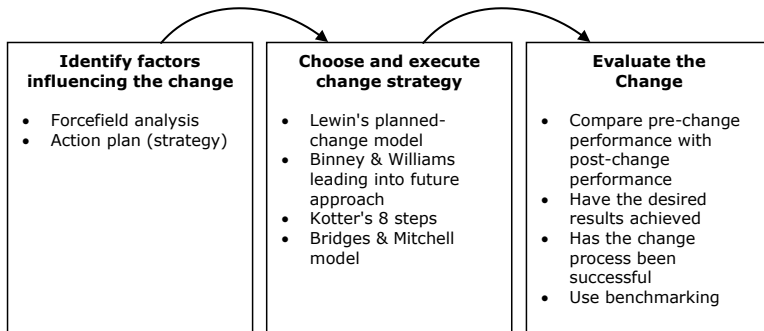 Identify factors
influencing the change
• Forcefield analysis
• Action plan (strategy)
Choose and execute
change strategy
• Lewin's planned-
change model
• Binney & Williams
leading into future
approach
• Kotter's 8 steps
• Bridges & Mitchell
model
Evaluate the
Change
• Compare pre-change
performance with
post-change
performance
• Have the desired
results achieved
• Has the change
process been
successful
• Use benchmarking